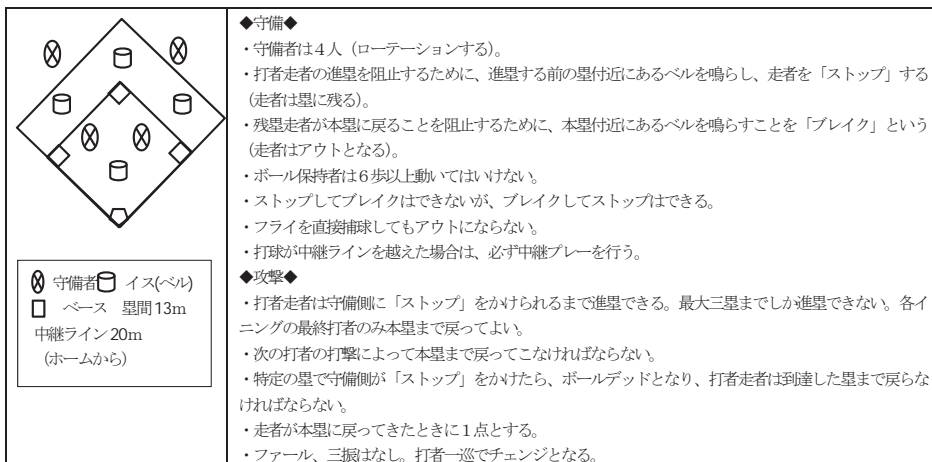 守備者 イス(ベル)
ベース 塁間13m
中継ライン20m
(ホームから)
◆守備◆
・守備者は4人(ローテーションする)。
・打者走者の進塁を阻止するために、進塁する前の塁付近にあるベルを鳴らし、走者を「ストップ」する
(走者は塁に残る)。
・残塁走者が本塁に戻ることを阻止するために、本塁付近にあるベルを鳴らすことを「ブレイク」という
(走者はアウトとなる)。
・ボール保持者は6歩以上動いてはいけない。
・ストップしてブレイクはできないが、ブレイクしてストップはできる。
・フライを直接捕球してもアウトにならない。
・打球が中継ラインを越えた場合は、必ず中継プレーを行う。
◆攻撃◆
・打者走者は守備側に「ストップ」をかけられるまで進塁できる。最大三塁までしか進塁できない。各イ
ニングの最終打者のみ本塁まで戻ってよい。
・次の打者の打撃によって本塁まで戻ってこなければならない。
・特定の塁で守備側が「ストップ」をかけたら、ボールデッドとなり、打者走者は到達した塁まで戻らな
ければならない。
・走者が本塁に戻ってきたときに1点とする。
・ファール、三振はなし。打者一巡でチェンジとなる。